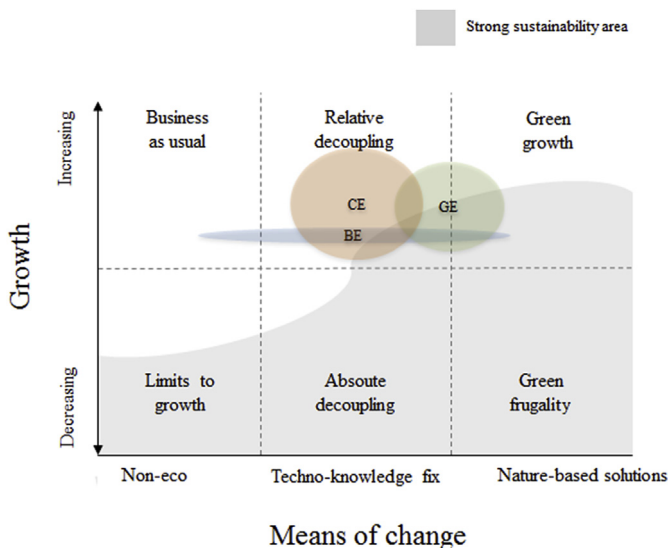 Strong sustainability area
Increasing
Business
as usual
Relative
decoupling
Green
growth
CE
GE
BE
Growth
Decreasing
Limits to
growth
Absoute
decoupling
Green
frugality
Non-eco
Techno-knowledge fix
Nature-based solutions
Means of change